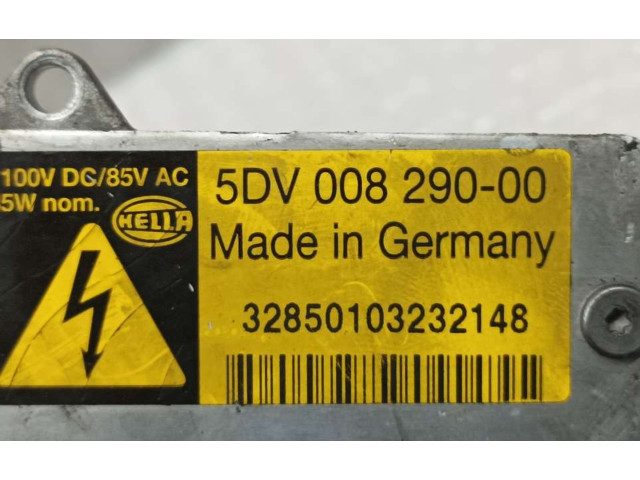 100V DC/85V AC
5W nom.
HELLA
5DV 008 290-00
Made in Germany
32850103232148